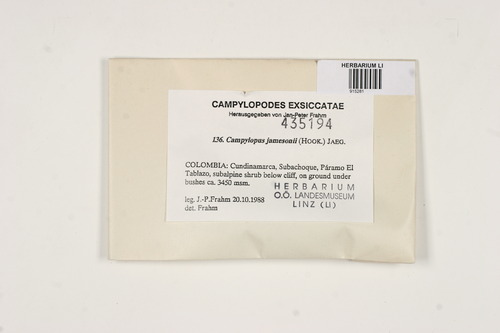 HERBARIUM LI
915281
CAMPYLOPODES EXSICCATAE
Herausgegeben von Jan-Peter Frahm
435194
136. Campylopus jamesonii (HOOK.) JAEG.
COLOMBIA: Cundinamarca, Subachoque, Páramo El
Tablazo, subalpine shrub below cliff, on ground under
bushes ca. 3450 msm.
HERBARIUM
O.Ö. LANDESMUSEUM
LINZ (LI)
leg. J.-P.Frahm 20.10.1988
det. Frahm